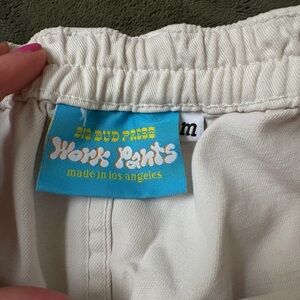 BIG BUD PRESS
Work Pants
made in los angeles
m